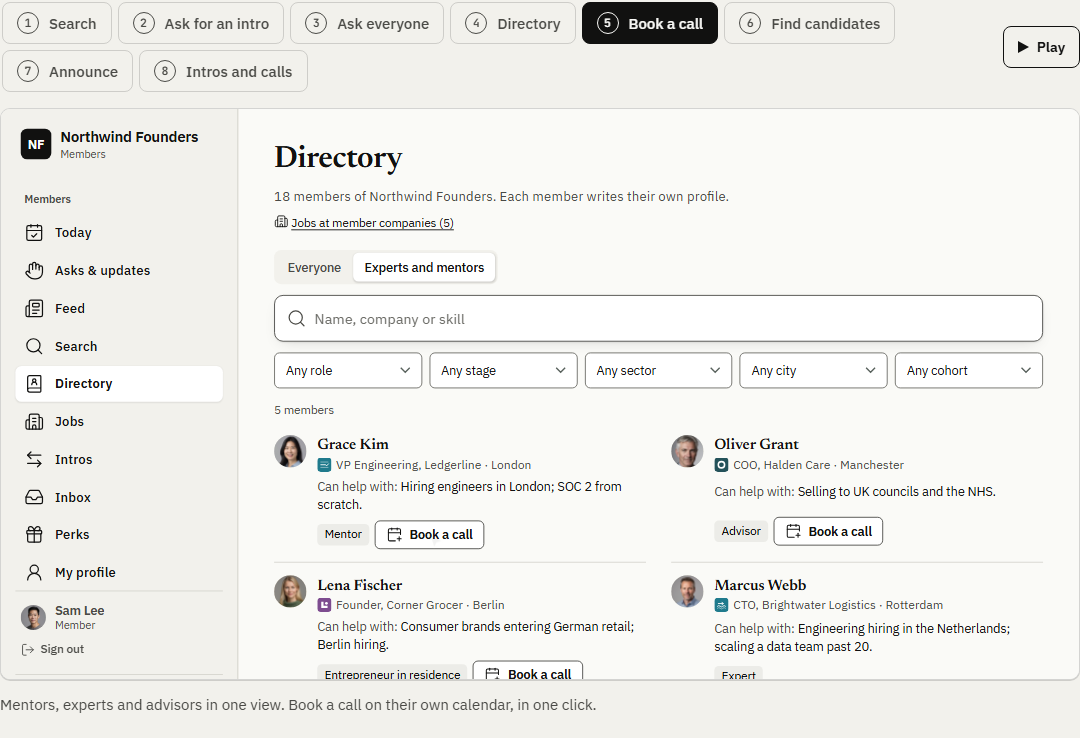 1 Search
2 Ask for an intro
3 Ask everyone
4 Directory
5 Book a call
6 Find candidates
7 Announce
8 Intros and calls
Play
NF
Northwind Founders
Members
Members
Today
Asks & updates
Feed
Search
Directory
Jobs
Intros
Inbox
Perks
My profile
Sam Lee
Member
Sign out
Directory
18 members of Northwind Founders. Each member writes their own profile.
Jobs at member companies (5)
Everyone
Experts and mentors
Name, company or skill
Any role
Any stage
Any sector
Any city
Any cohort
5 members
Grace Kim
VP Engineering, Ledgerline · London
Can help with: Hiring engineers in London; SOC 2 from
scratch.
Mentor
Book a call
Oliver Grant
COO, Halden Care · Manchester
Can help with: Selling to UK councils and the NHS.
Advisor
Book a call
Lena Fischer
Founder, Corner Grocer · Berlin
Can help with: Consumer brands entering German retail;
Berlin hiring.
Entrepreneur in residence
Book a call
Marcus Webb
CTO, Brightwater Logistics · Rotterdam
Can help with: Engineering hiring in the Netherlands;
scaling a data team past 20.
Expert
Mentors, experts and advisors in one view. Book a call on their own calendar, in one click.